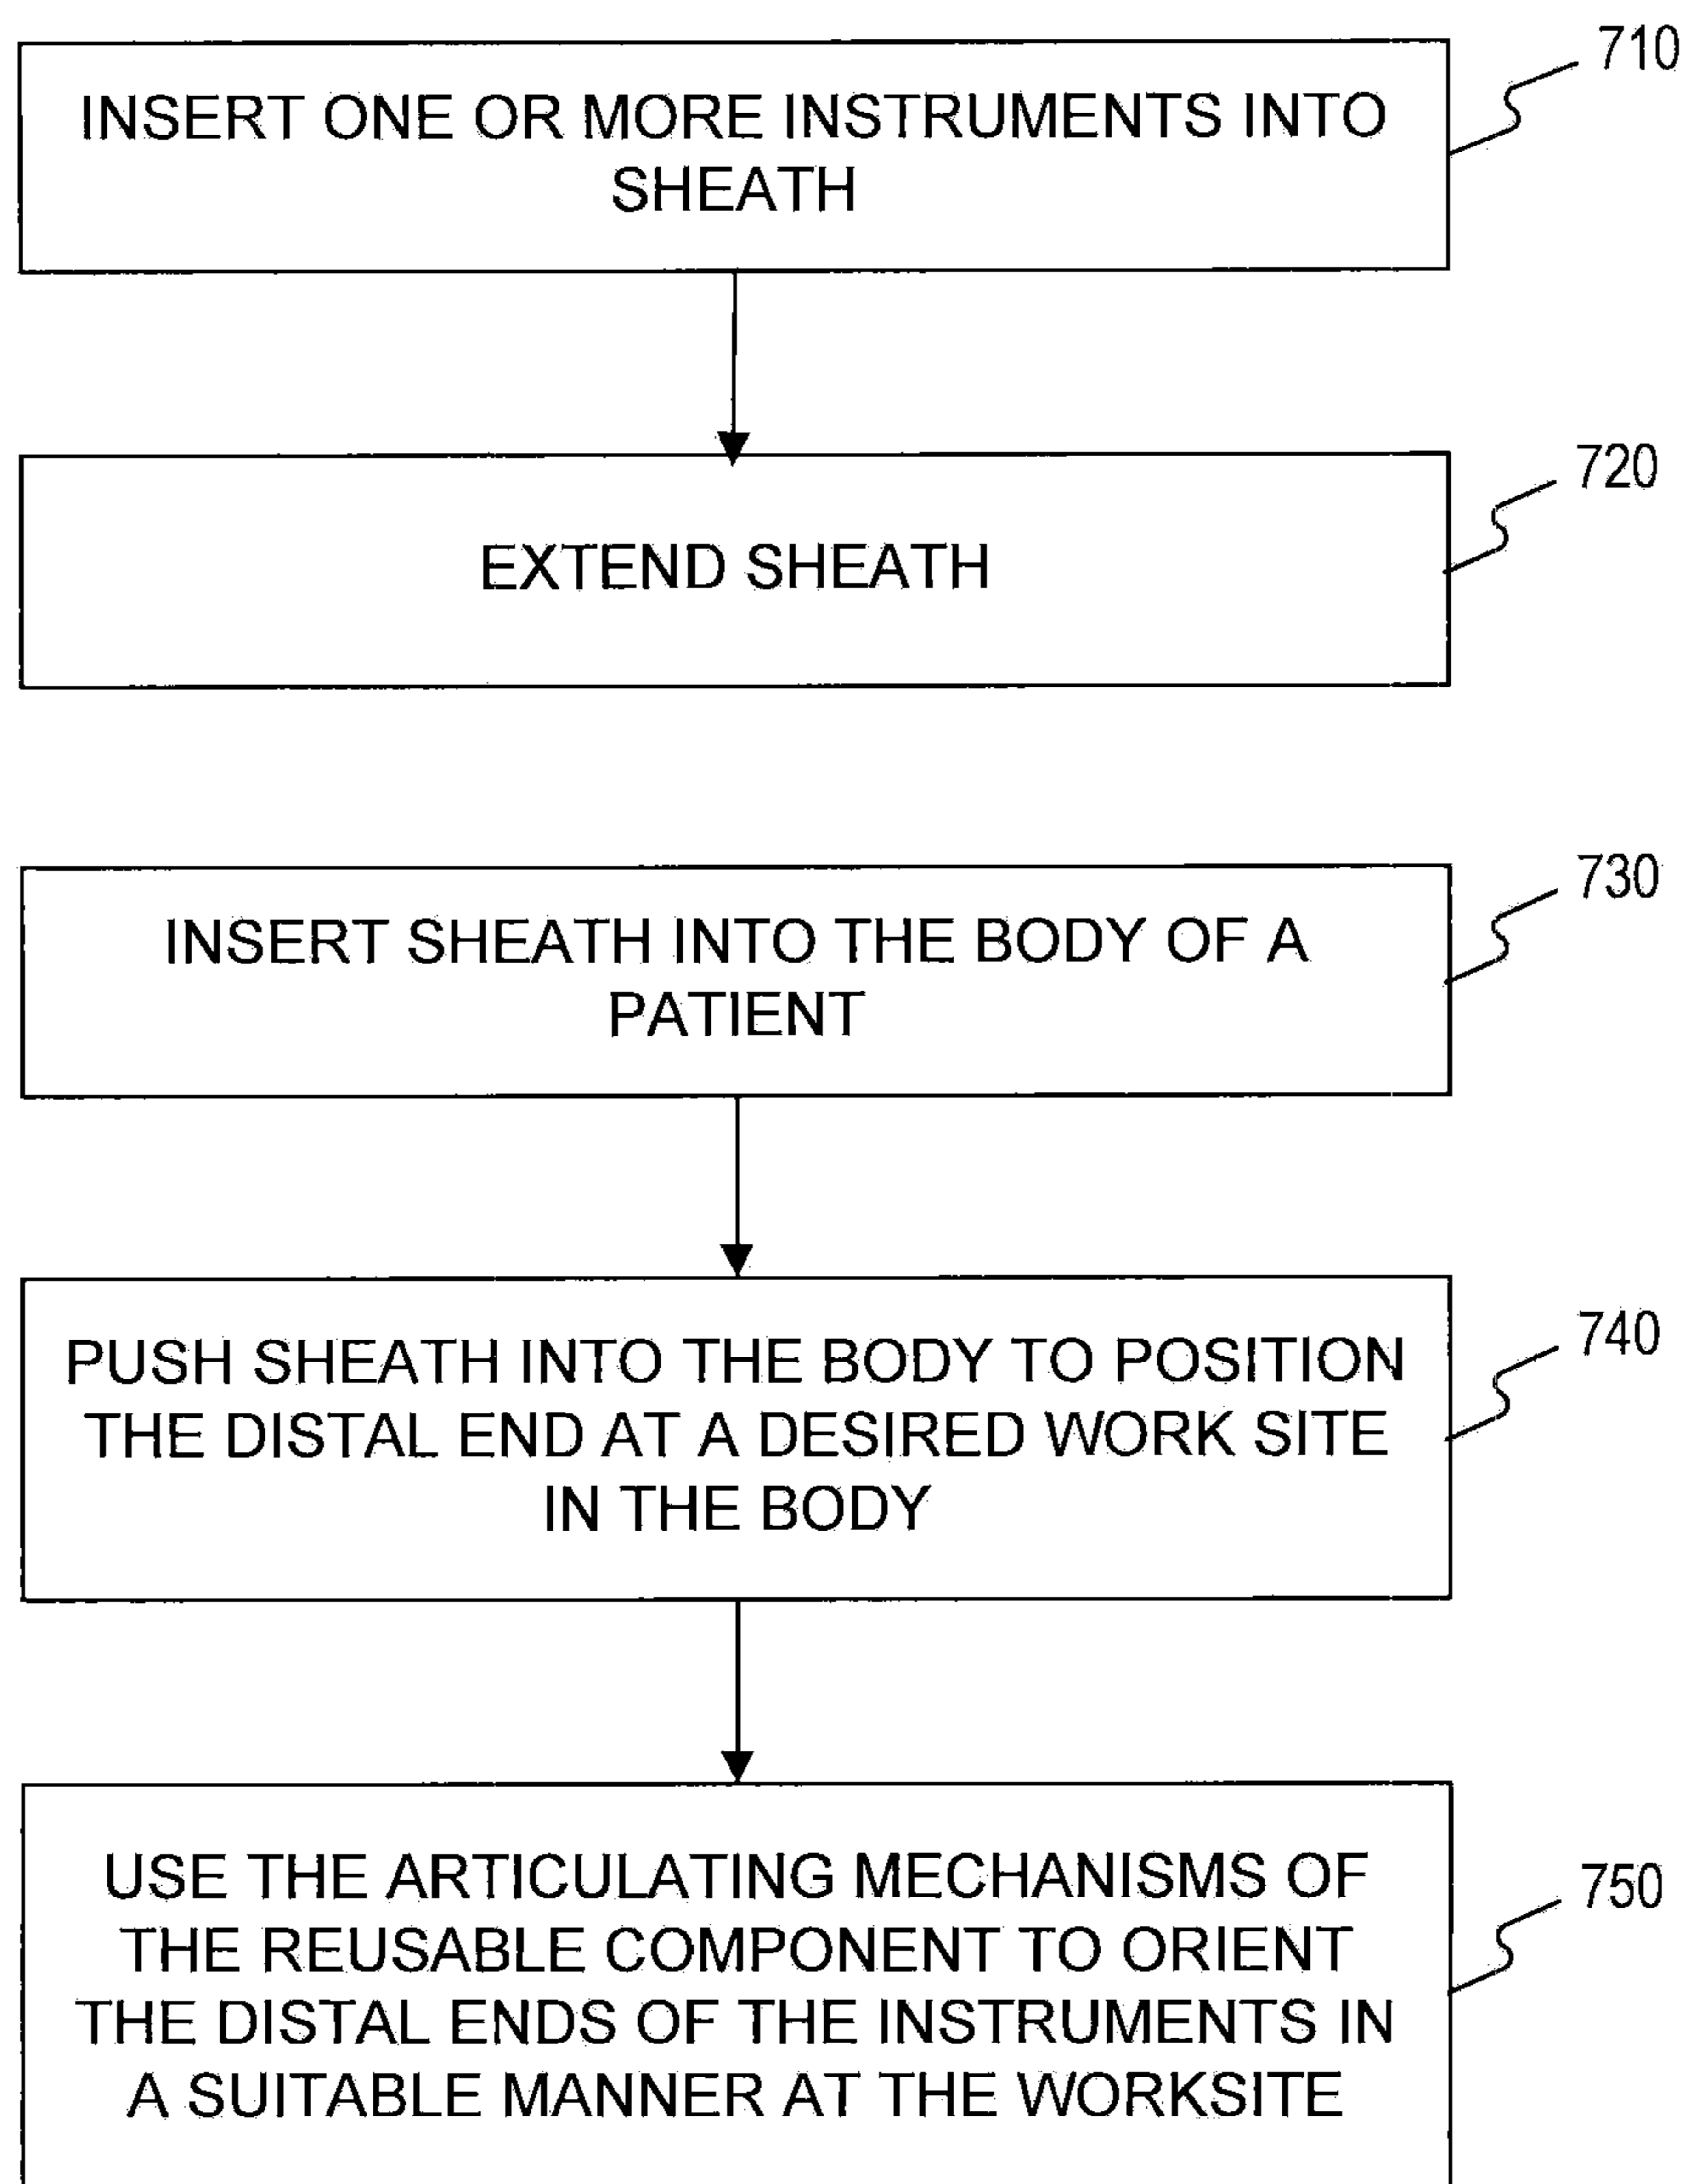 710
INSERT ONE OR MORE INSTRUMENTS INTO
SHEATH
720
EXTEND SHEATH
730
INSERT SHEATH INTO THE BODY OF A
PATIENT
740
PUSH SHEATH INTO THE BODY TO POSITION
THE DISTAL END AT A DESIRED WORK SITE
IN THE BODY
750
USE THE ARTICULATING MECHANISMS OF
THE REUSABLE COMPONENT TO ORIENT
THE DISTAL ENDS OF THE INSTRUMENTS IN
A SUITABLE MANNER AT THE WORKSITE